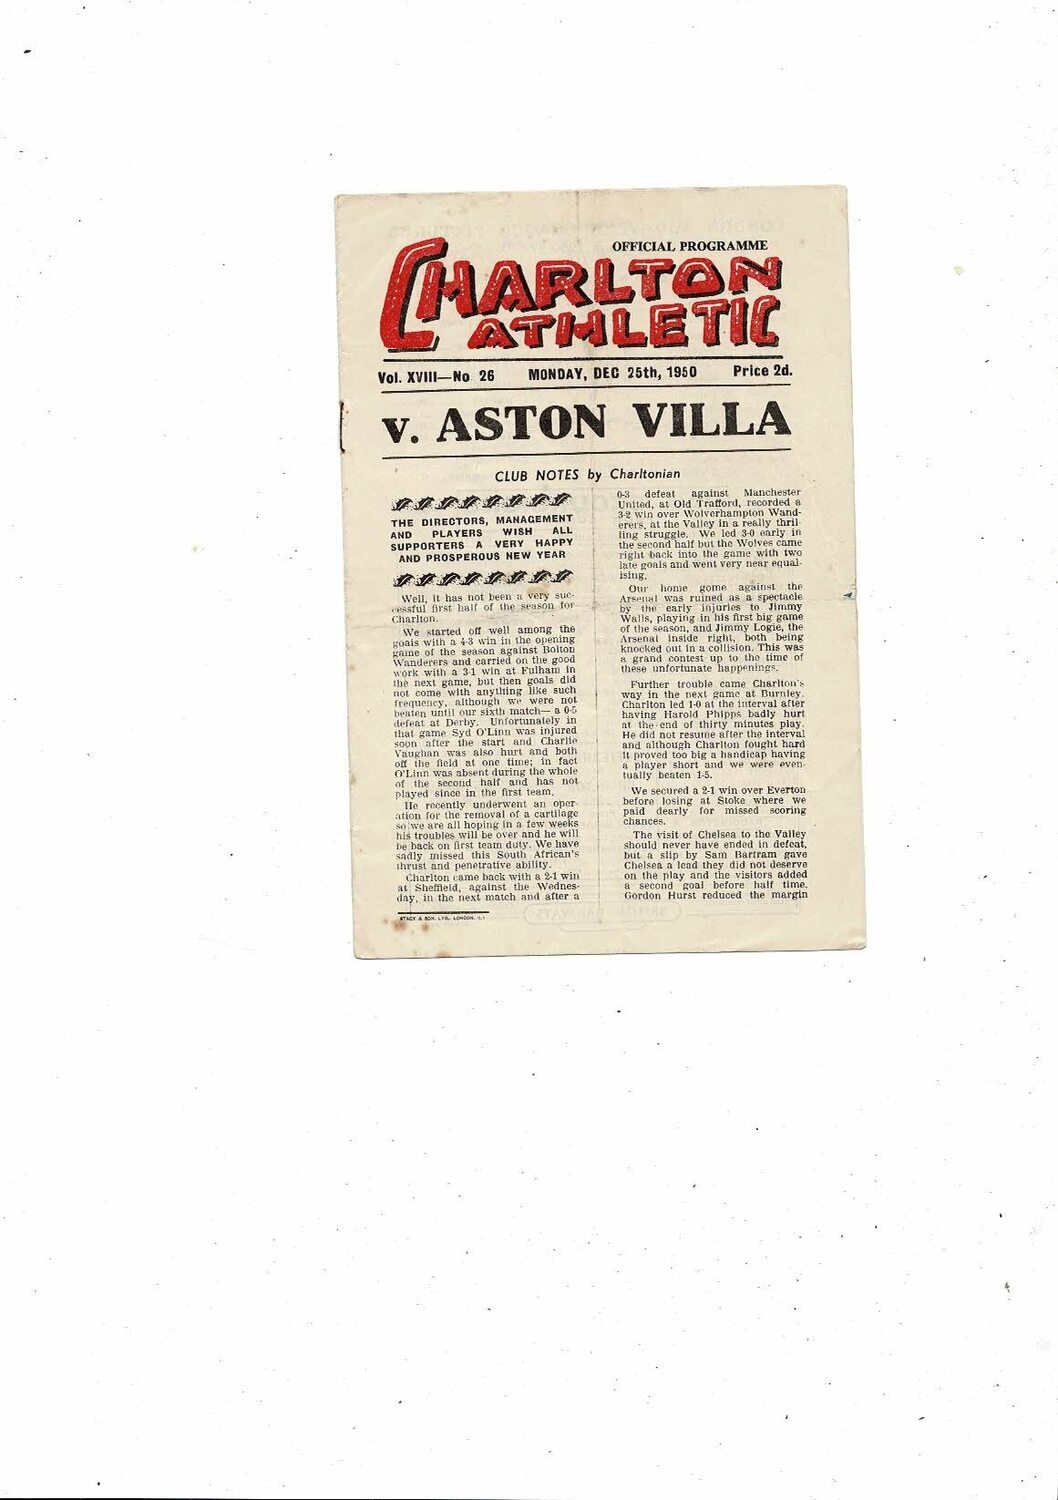 OFFICIAL PROGRAMME
CHARLTON
ATHLETIC
Vol. XVIII—No 26 MONDAY, DEC 25th, 1950 Price 2d.
v. ASTON VILLA
CLUB NOTES by Charltonian
THE DIRECTORS, MANAGEMENT
AND PLAYERS WISH ALL
SUPPORTERS A VERY HAPPY
AND PROSPEROUS NEW YEAR
Well, it has not been a very suc-
cessful first half of the season for
Charlton.
We started off well among the
goals with a 4-3 win in the opening
game of the season against Bolton
Wanderers and carried on the good
work with a 3-1 win at Fulham in
the next game, but then goals did
not come with anything like such
frequency, although we were not
beaten until our sixth match— a 0-5
defeat at Derby. Unfortunately in
that game Syd O'Linn was injured
soon after the start and Charlie
Vaughan was also hurt and both
off the field at one time; in fact
O'Linn was absent during the whole
of the second half and has not
played since in the first team.
He recently underwent an oper-
ation for the removal of a cartilage
so we are all hoping in a few weeks
his troubles will be over and he will
be back on first team duty. We have
sadly missed this South African's
thrust and penetrative ability.
Charlton came back with a 2-1 win
at Sheffield, against the Wednes-
day, in the next match and after a
STACY & SON, LTD., LONDON, S.1
0-3 defeat against Manchester
United, at Old Trafford, recorded a
3-2 win over Wolverhampton Wand-
erers, at the Valley in a really thril-
ling struggle. We led 3-0 early in
the second half but the Wolves came
right back into the game with two
late goals and went very near equal-
ising.
Our home gome against the
Arsenal was ruined as a spectacle
by the early injuries to Jimmy
Walls, playing in his first big game
of the season, and Jimmy Logie, the
Arsenal inside right, both being
knocked out in a collision. This was
a grand contest up to the time of
these unfortunate happenings.
Further trouble came Charlton's
way in the next game at Burnley.
Charlton led 1-0 at the interval after
having Harold Phipps badly hurt
at the end of thirty minutes play.
He did not resume after the interval
and although Charlton fought hard
it proved too big a handicap having
a player short and we were even-
tually beaten 1-5.
We secured a 2-1 win over Everton
before losing at Stoke where we
paid dearly for missed scoring
chances.
The visit of Chelsea to the Valley
should never have ended in defeat,
but a slip by Sam Bartram gave
Chelsea a lead they did not deserve
on the play and the visitors added
a second goal before half time.
Gordon Hurst reduced the margin